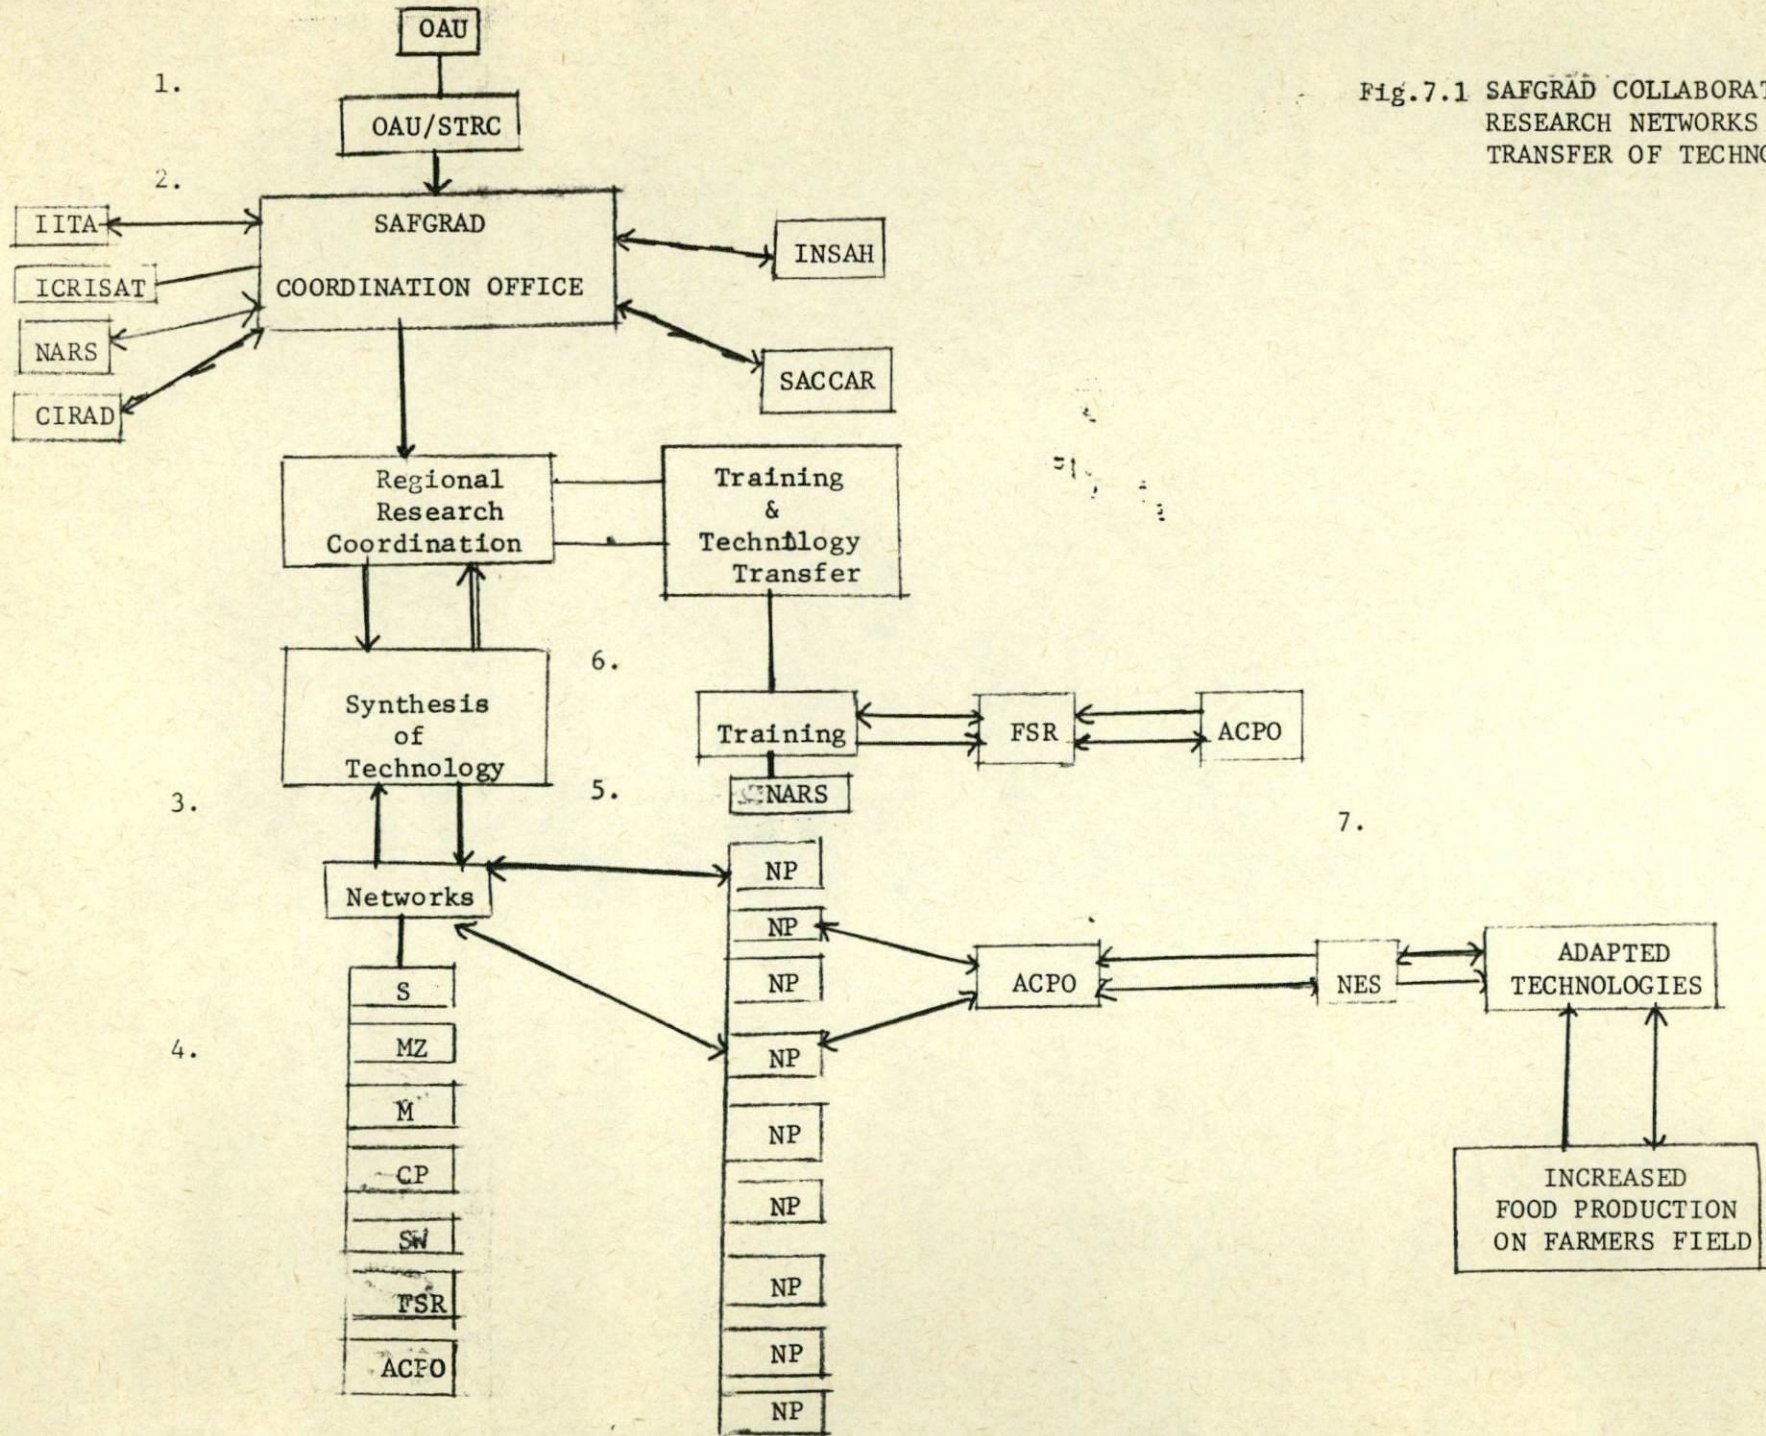 OAU
1.
Fig.7.1 SAFGRAD COLLABORAT
RESEARCH NETWORKS
TRANSFER OF TECHNO
OAU/STRC
2.
IITA
SAFGRAD
COORDINATION OFFICE
INSAH
ICRISAT
NARS
CIRAD
SACCAR
Regional
Research
Coordination
Training
&
Technology
Transfer
6.
Synthesis
of
Technology
Training
FSR
ACPO
3.
5.
NARS
7.
Networks
NP
NP
NP
NP
NP
NP
NP
NP
NP
ACPO
NES
ADAPTED
TECHNOLOGIES
S
4.
MZ
M
CP
SW
FSR
ACPO
INCREASED
FOOD PRODUCTION
ON FARMERS FIELD